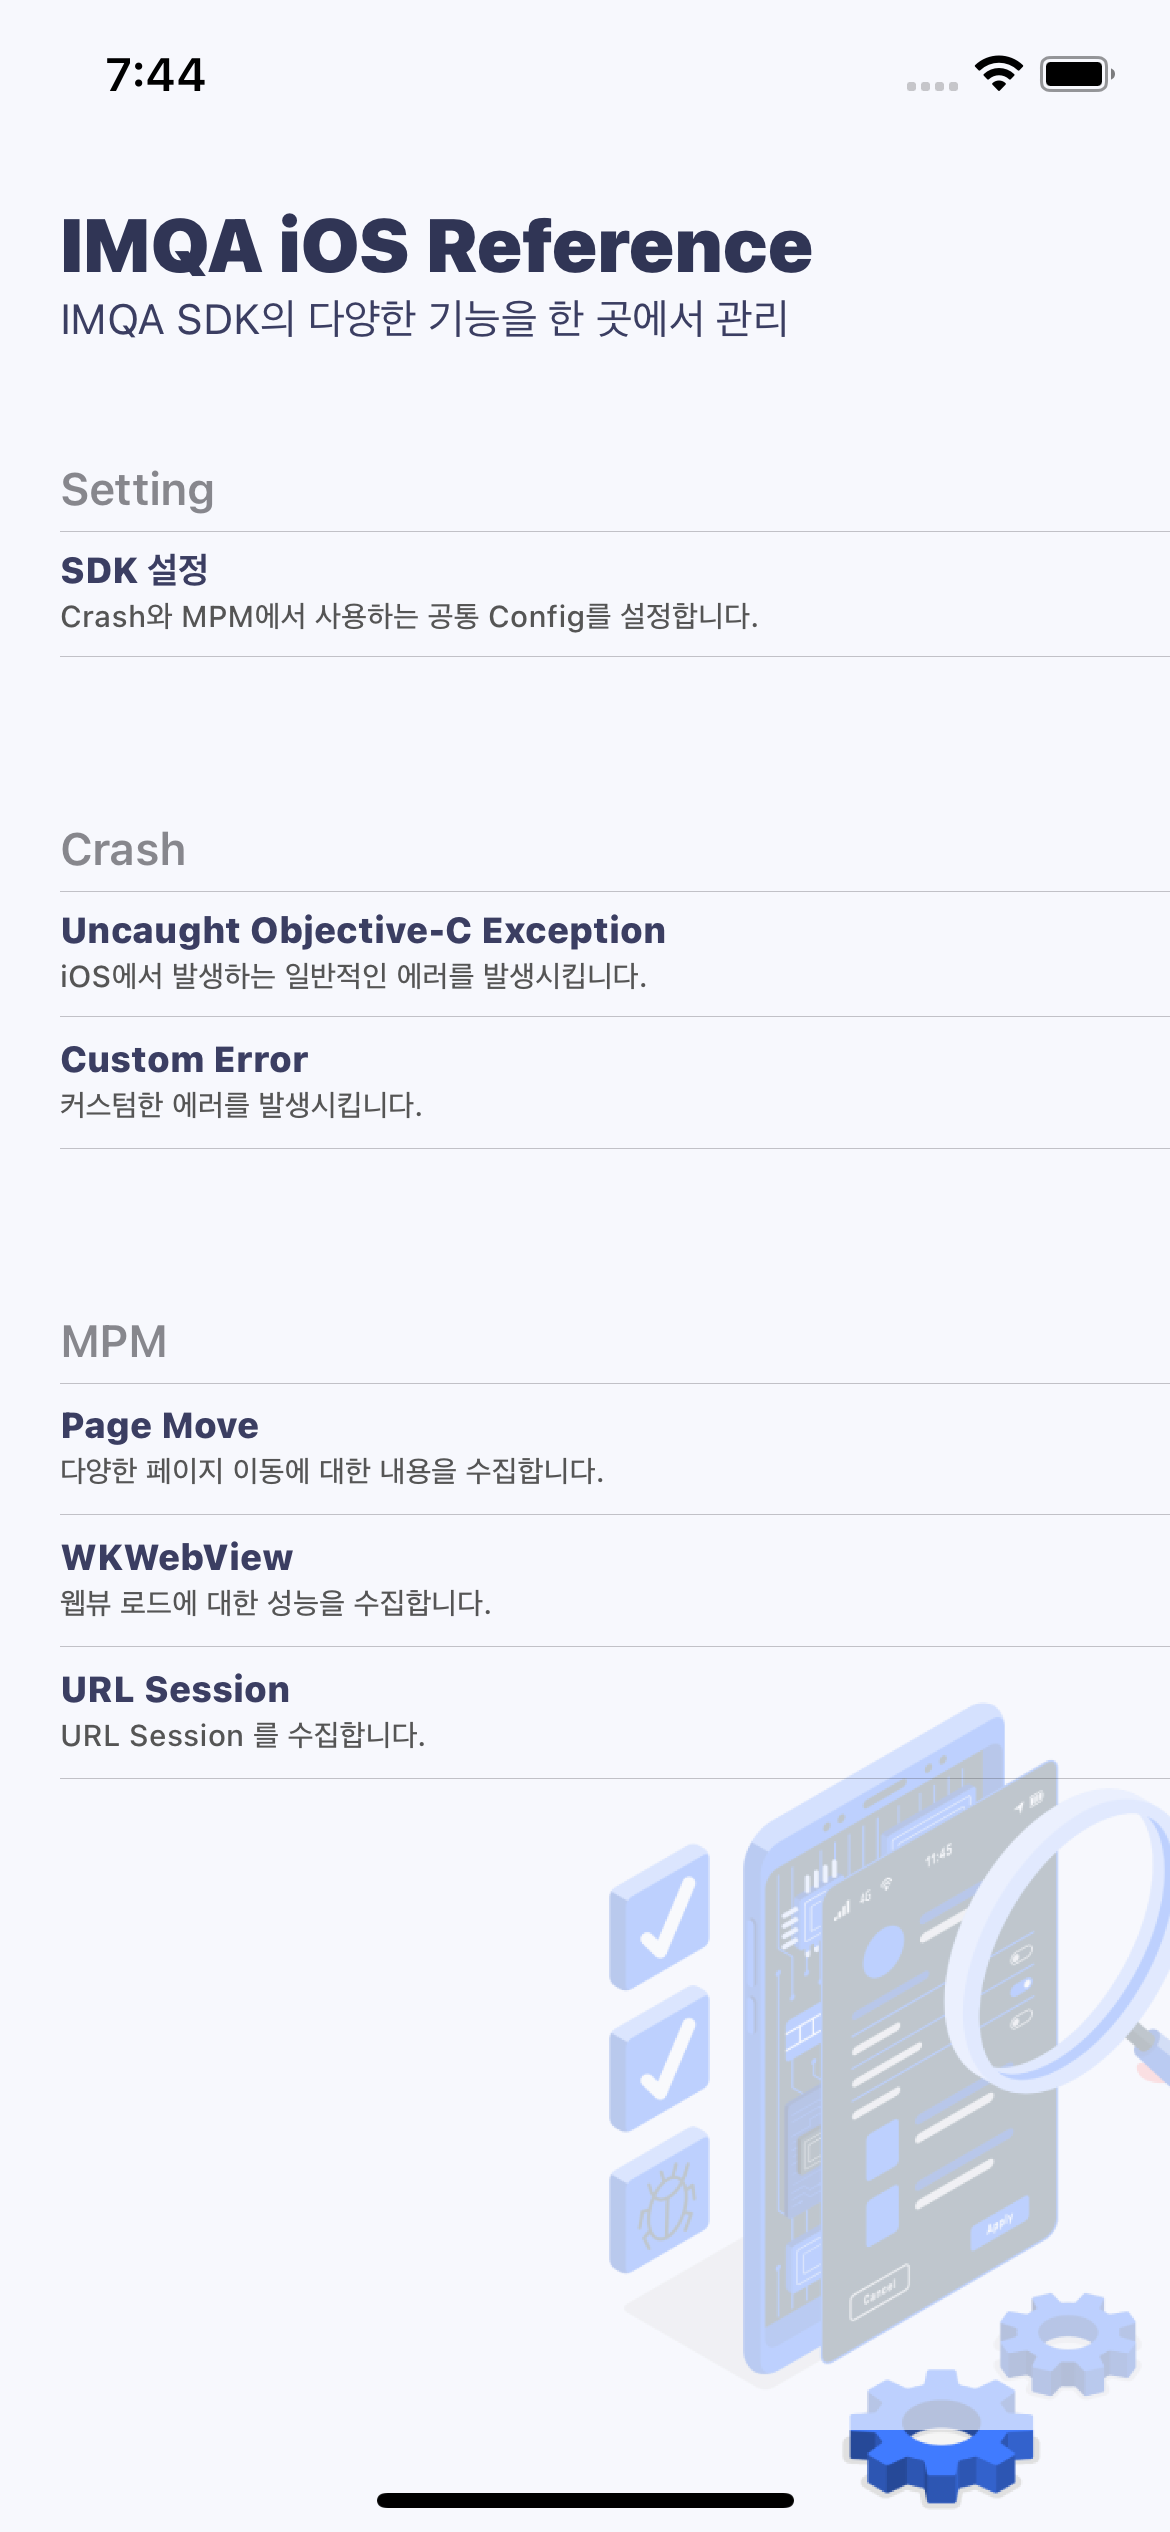 7:44
IMQA iOS Reference
IMQA SDK의 다양한 기능을 한 곳에서 관리
Setting
SDK 설정
Crash와 MPM에서 사용하는 공통 Config를 설정합니다.
Crash
Uncaught Objective-C Exception
iOS에서 발생하는 일반적인 에러를 발생시킵니다.
Custom Error
커스텀한 에러를 발생시킵니다.
MPM
Page Move
다양한 페이지 이동에 대한 내용을 수집합니다.
WKWebView
웹뷰 로드에 대한 성능을 수집합니다.
URL Session
URL Session 를 수집합니다.
11:45
4G
Apply
Cancel